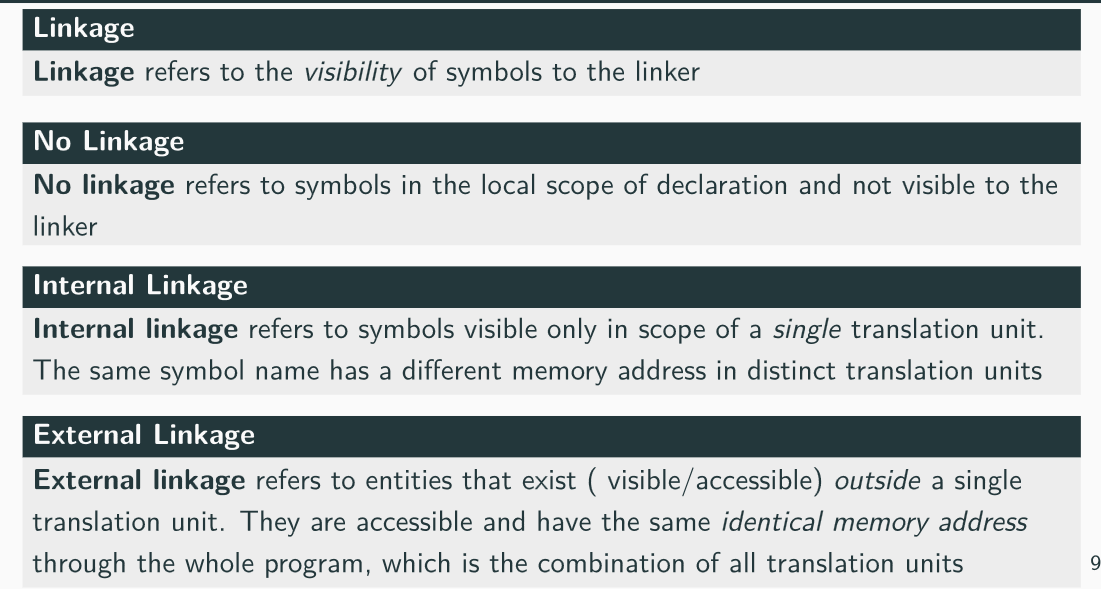 Linkage
Linkage refers to the visibility of symbols to the linker
No Linkage
No linkage refers to symbols in the local scope of declaration and not visible to the
linker
Internal Linkage
Internal linkage refers to symbols visible only in scope of a single translation unit.
The same symbol name has a different memory address in distinct translation units
External Linkage
External linkage refers to entities that exist ( visible/accessible) outside a single
translation unit. They are accessible and have the same identical memory address
through the whole program, which is the combination of all translation units
9